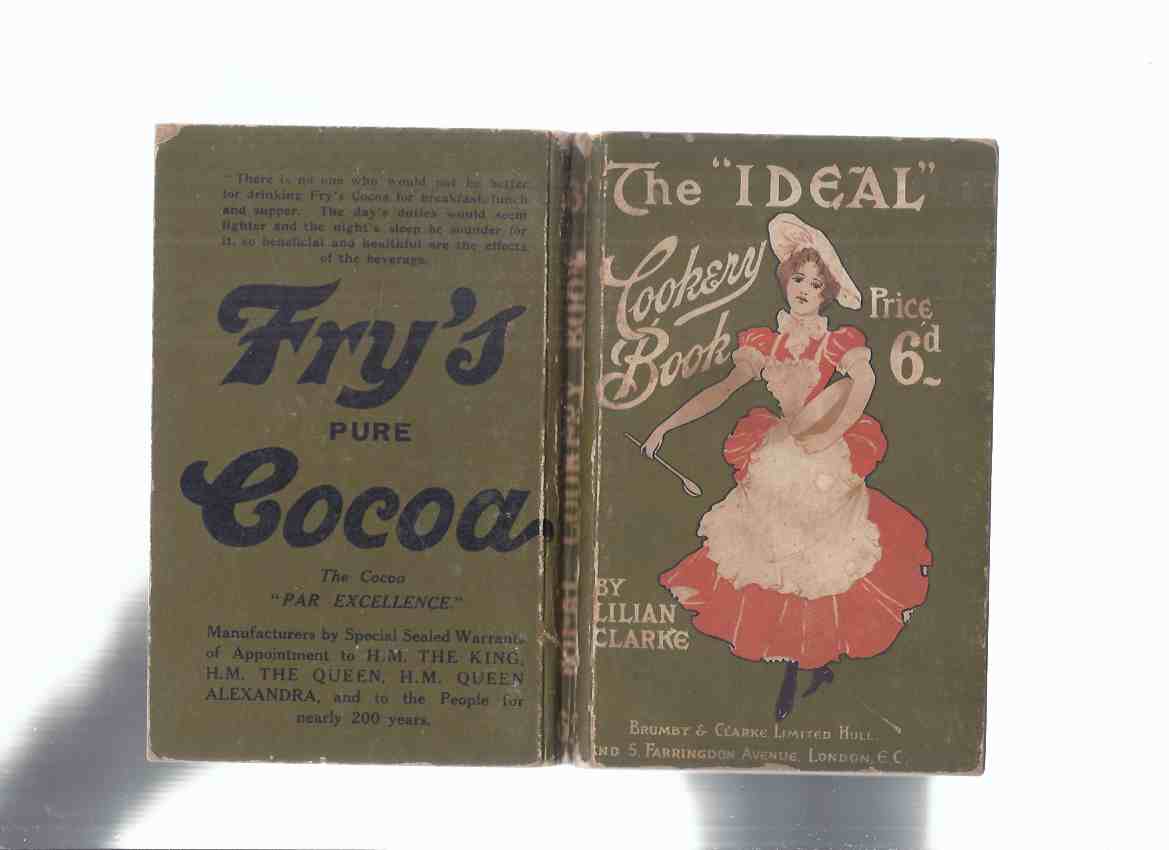 "There is no one who would not be better
for drinking Fry's Cocoa for breakfast, lunch
and supper. The day's duties would seem
lighter and the night's sleep be sounder for
it, so beneficial and healthful are the effects
of the beverage.
Fry's
PURE
Cocoa
The Cocoa
"PAR EXCELLENCE."
Manufacturers by Special Sealed Warrants
of Appointment to H.M. THE KING,
H.M. THE QUEEN, H.M. QUEEN
ALEXANDRA, and to the People for
nearly 200 years.
IDEAL COOKERY BOOK
The "IDEAL"
Cookery
Book
Price
6d
BY
LILIAN
CLARKE
BRUMBY & CLARKE LIMITED HULL.
AND 5, FARRINGDON AVENUE, LONDON, E.C.